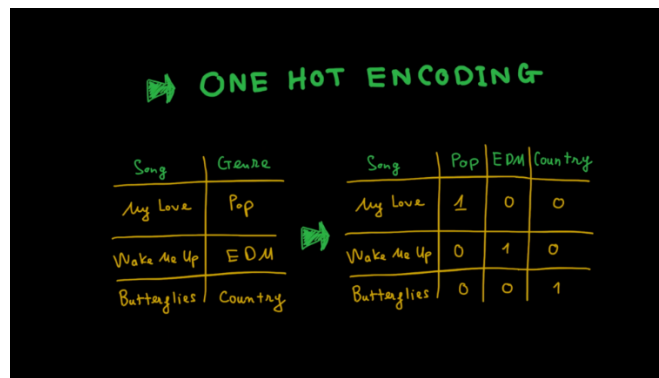 ONE HOT ENCODING
Song Genre
My Love Pop
Wake Me Up EDM
Butterflies Country
Song Pop EDM Country
My Love 1 0 0
Wake Me Up 0 1 0
Butterflies 0 0 1